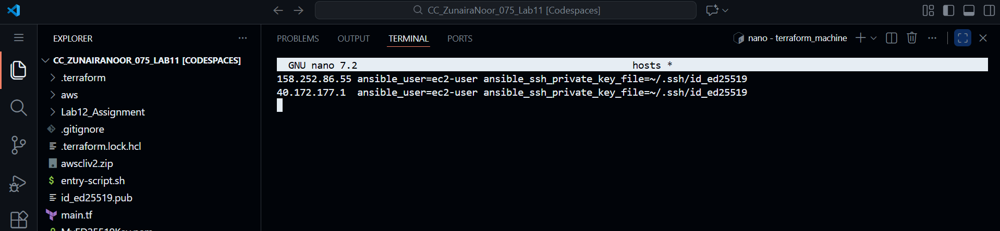 CC_ZunairaNoor_075_Lab11 [Codespaces]
EXPLORER
CC_ZUNAIRANOOR_075_LAB11 [CODESPACES]
.terraform
aws
Lab12_Assignment
.gitignore
.terraform.lock.hcl
awscliv2.zip
entry-script.sh
id_ed25519.pub
main.tf
MyED25519Key.pem
PROBLEMS OUTPUT TERMINAL PORTS
nano - terraform_machine
GNU nano 7.2 hosts *
158.252.86.55 ansible_user=ec2-user ansible_ssh_private_key_file=~/.ssh/id_ed25519
40.172.177.1 ansible_user=ec2-user ansible_ssh_private_key_file=~/.ssh/id_ed25519